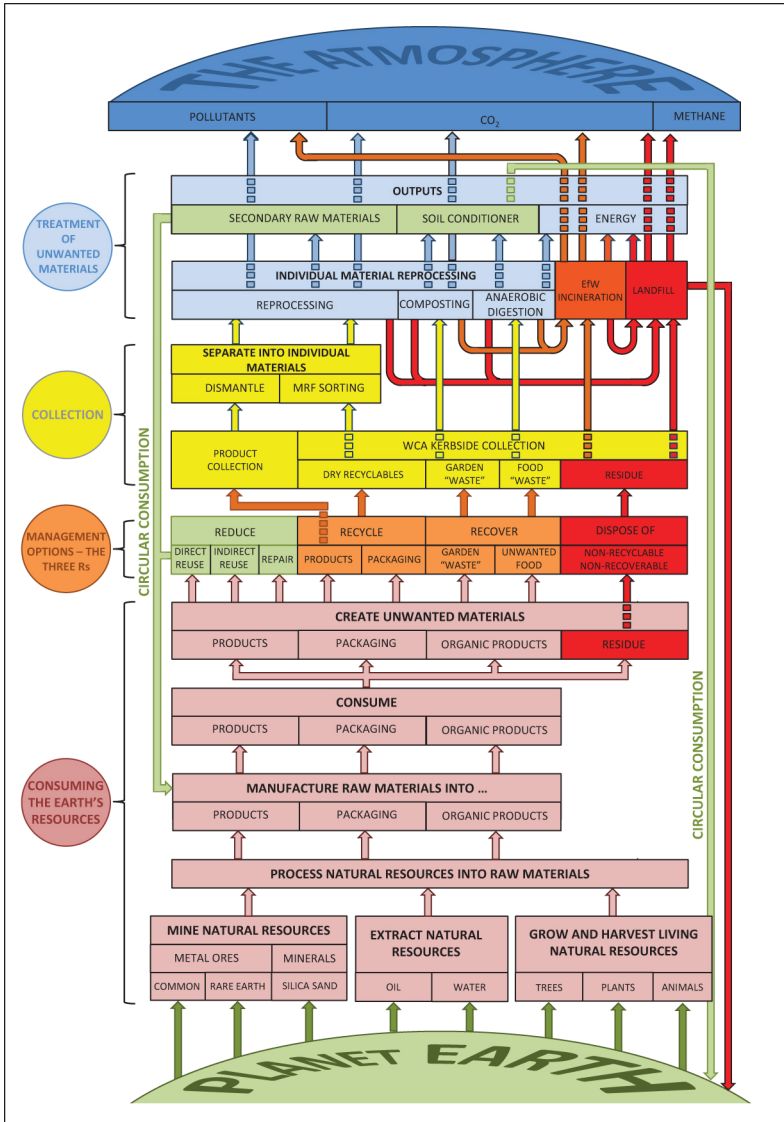 THE ATMOSPHERE
POLLUTANTS
CO₂
METHANE
OUTPUTS
SECONDARY RAW MATERIALS
SOIL CONDITIONER
ENERGY
TREATMENT
OF
UNWANTED
MATERIALS
INDIVIDUAL MATERIAL REPROCESSING
REPROCESSING
COMPOSTING
ANAEROBIC
DIGESTION
EfW
INCINERATION
LANDFILL
SEPARATE INTO INDIVIDUAL
MATERIALS
DISMANTLE
MRF SORTING
COLLECTION
PRODUCT
COLLECTION
WCA KERBSIDE COLLECTION
DRY RECYCLABLES
GARDEN
"WASTE"
FOOD
"WASTE"
RESIDUE
CIRCULAR CONSUMPTION
MANAGEMENT
OPTIONS – THE
THREE Rs
REDUCE
RECYCLE
RECOVER
DISPOSE OF
DIRECT
REUSE
INDIRECT
REUSE
REPAIR
PRODUCTS
PACKAGING
GARDEN
"WASTE"
UNWANTED
FOOD
NON-RECYCLABLE
NON-RECOVERABLE
CREATE UNWANTED MATERIALS
PRODUCTS
PACKAGING
ORGANIC PRODUCTS
RESIDUE
CONSUME
PRODUCTS
PACKAGING
ORGANIC PRODUCTS
CIRCULAR CONSUMPTION
CONSUMING
THE EARTH'S
RESOURCES
MANUFACTURE RAW MATERIALS INTO ...
PRODUCTS
PACKAGING
ORGANIC PRODUCTS
PROCESS NATURAL RESOURCES INTO RAW MATERIALS
MINE NATURAL RESOURCES
METAL ORES
MINERALS
COMMON
RARE EARTH
SILICA SAND
EXTRACT NATURAL
RESOURCES
OIL
WATER
GROW AND HARVEST LIVING
NATURAL RESOURCES
TREES
PLANTS
ANIMALS
PLANET EARTH